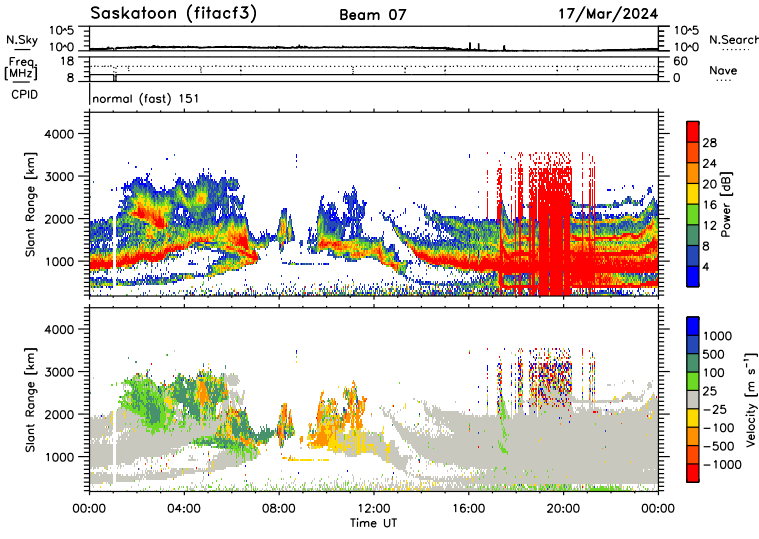 Saskatoon (fitacf3) Beam 07 17/Mar/2024
N.Sky 10^5 10^0 10^5 10^0 N.Search
Freq. [MHz] 18 8 60 0 Nave
CPID normal (fast) 151
Slant Range [km] 4000 3000 2000 1000
Power [dB] 28 24 20 16 12 8 4
Slant Range [km] 4000 3000 2000 1000
Velocity [m s⁻¹] 1000 500 100 25 −25 −100 −500 −1000
00:00 04:00 08:00 12:00 16:00 20:00 00:00
Time UT